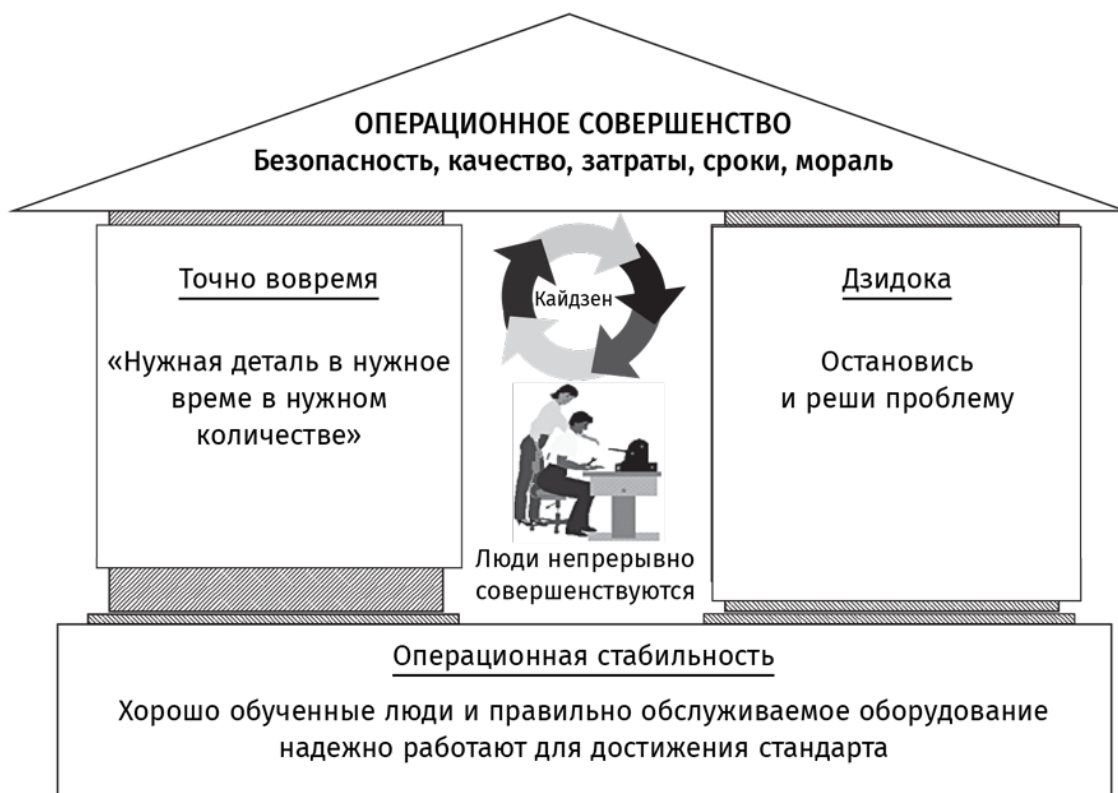 ОПЕРАЦИОННОЕ СОВЕРШЕНСТВО
Безопасность, качество, затраты, сроки, мораль
Точно вовремя
«Нужная деталь в нужное
време в нужном
количестве»
Кайдзен
Люди непрерывно
совершенствуются
Дзидока
Остановись
и реши проблему
Операционная стабильность
Хорошо обученные люди и правильно обслуживаемое оборудование
надежно работают для достижения стандарта